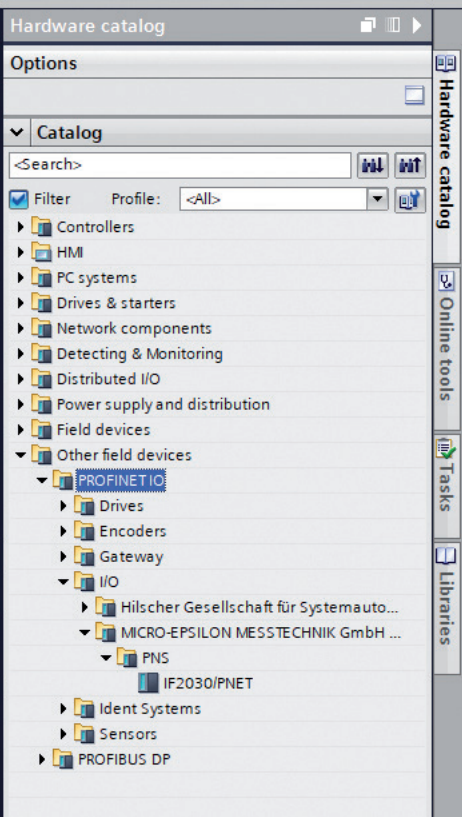 Hardware catalog
Options
Catalog
<Search>
Filter Profile: <All>
Controllers
HMI
PC systems
Drives & starters
Network components
Detecting & Monitoring
Distributed I/O
Power supply and distribution
Field devices
Other field devices
PROFINET IO
Drives
Encoders
Gateway
I/O
Hilscher Gesellschaft für Systemauto...
MICRO-EPSILON MESSTECHNIK GmbH ...
PNS
IF2030/PNET
Ident Systems
Sensors
PROFIBUS DP
Hardware catalog
Online tools
Tasks
Libraries